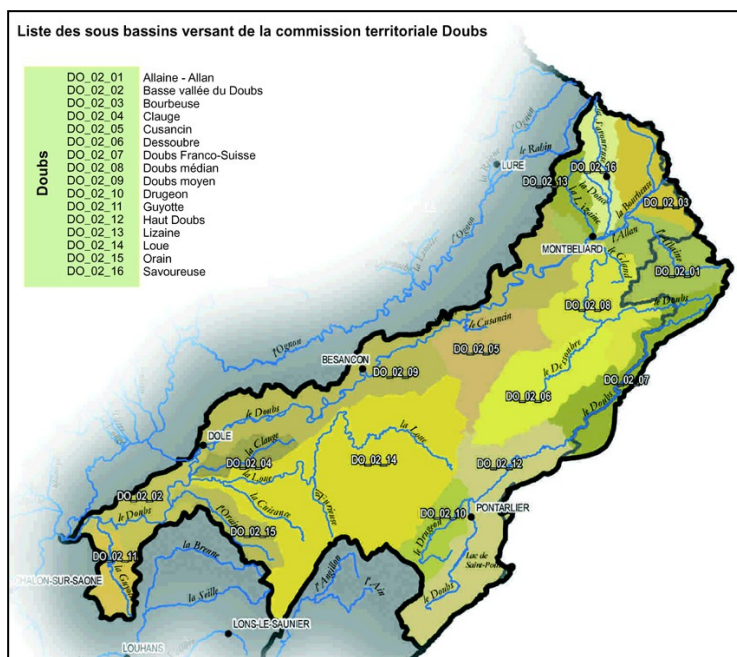 Liste des sous bassins versant de la commission territoriale Doubs
Doubs
DO_02_01 Allaine - Allan
DO_02_02 Basse vallée du Doubs
DO_02_03 Bourbeuse
DO_02_04 Clauge
DO_02_05 Cusancin
DO_02_06 Dessoubre
DO_02_07 Doubs Franco-Suisse
DO_02_08 Doubs médian
DO_02_09 Doubs moyen
DO_02_10 Drugeon
DO_02_11 Guyotte
DO_02_12 Haut Doubs
DO_02_13 Lizaine
DO_02_14 Loue
DO_02_15 Orain
DO_02_16 Savoureuse
l'Ognon
le Rahin
LURE
DO_02_13
DO_02_16
la Bourbeuse
DO_02_03
MONTBELIARD
l'Allan
DO_02_01
le Gland
DO_02_08
le Doubs
l'Ognon
l'Ognon
le Cusancin
DO_02_05
BESANCON
DO_02_09
le Dessoubre
DO_02_07
DO_02_06
le Doubs
le Doubs
DOLE
la Clauge
DO_02_04
la Loue
la Loue
DO_02_14
DO_02_12
DO_02_02
le Doubs
la Cuisance
l'Orain
DO_02_15
DO_02_10
PONTARLIER
le Drugeon
Lac de
DO_02_11
CHALON-SUR-SAONE
la Brenne
la Seille
l'Angillon
l'Ain
le Doubs
LONS-LE-SAUNIER
LOUHANS